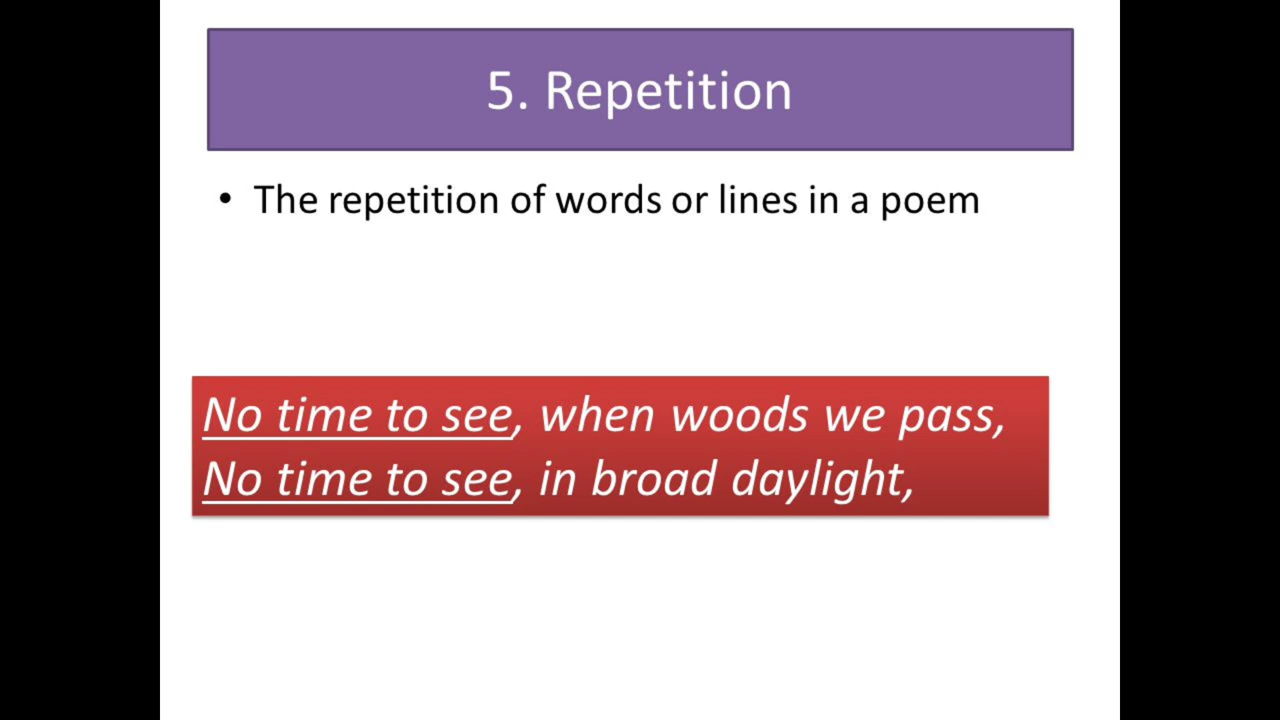 5. Repetition
• The repetition of words or lines in a poem
No time to see, when woods we pass,
No time to see, in broad daylight,